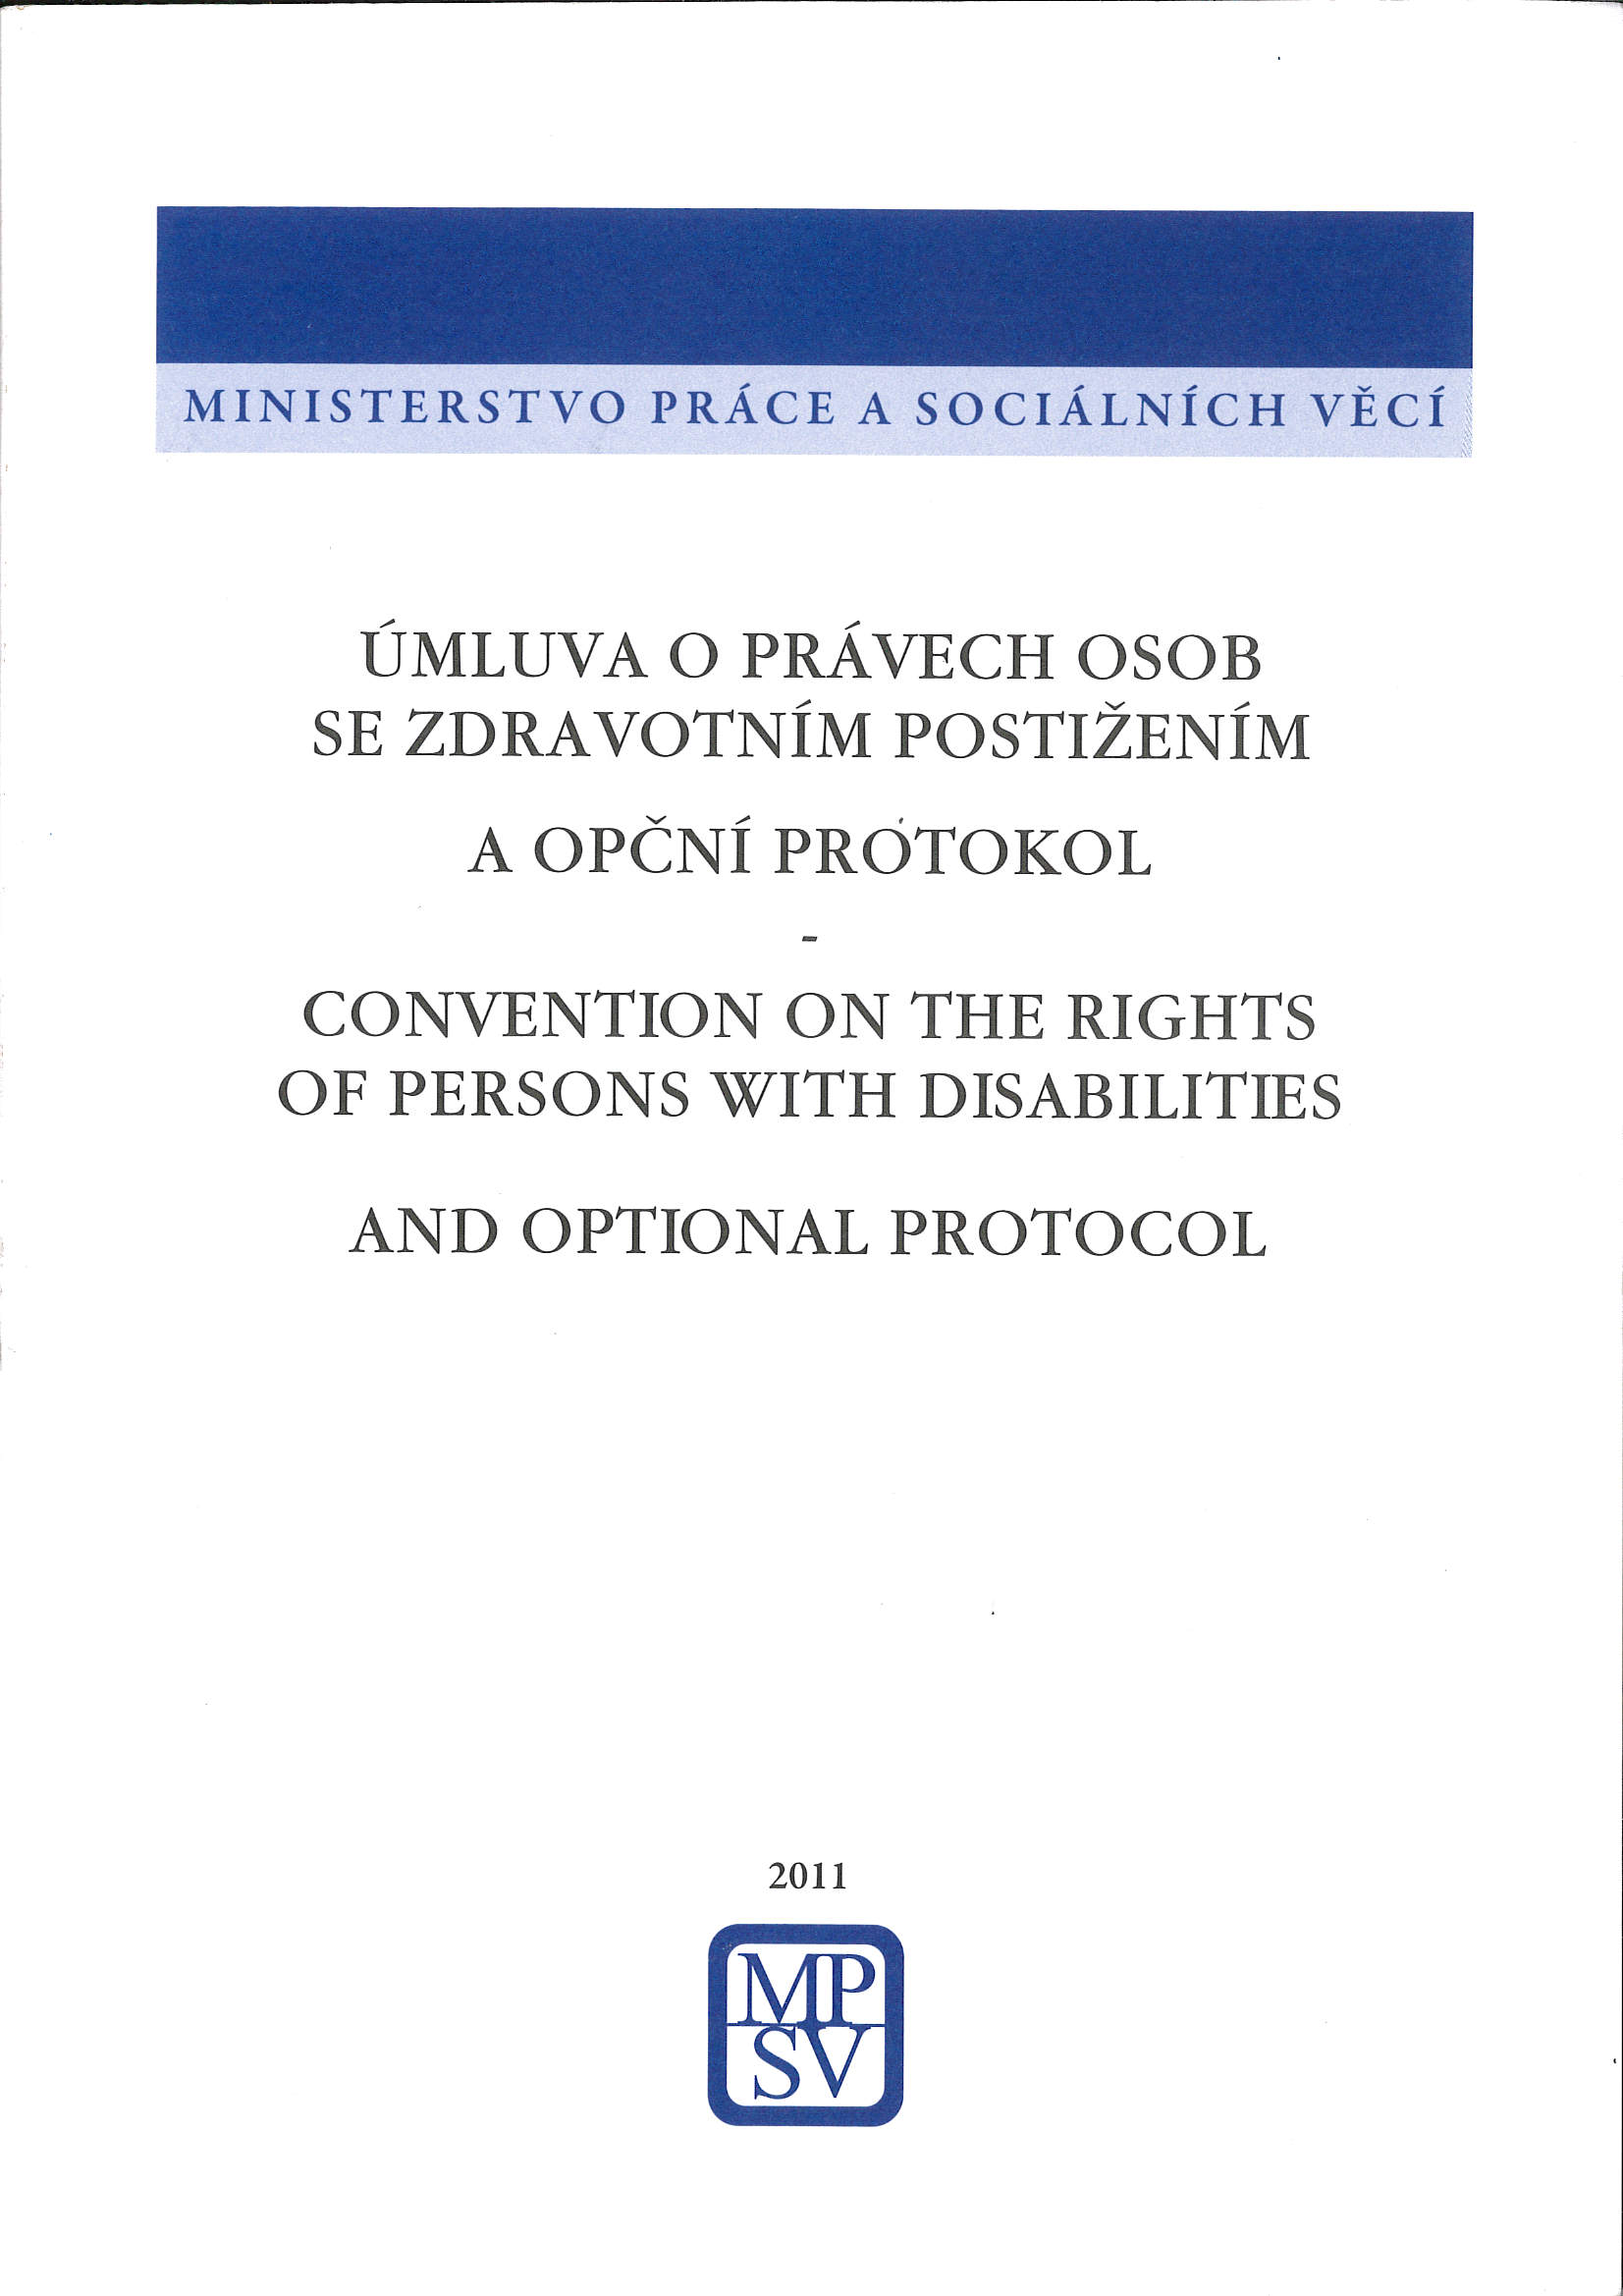 MINISTERSTVO PRÁCE A SOCIÁLNÍCH VĚCÍ
ÚMLUVA O PRÁVECH OSOB
SE ZDRAVOTNÍM POSTIŽENÍM
A OPČNÍ PROTOKOL
-
CONVENTION ON THE RIGHTS
OF PERSONS WITH DISABILITIES
AND OPTIONAL PROTOCOL
2011
MP
SV